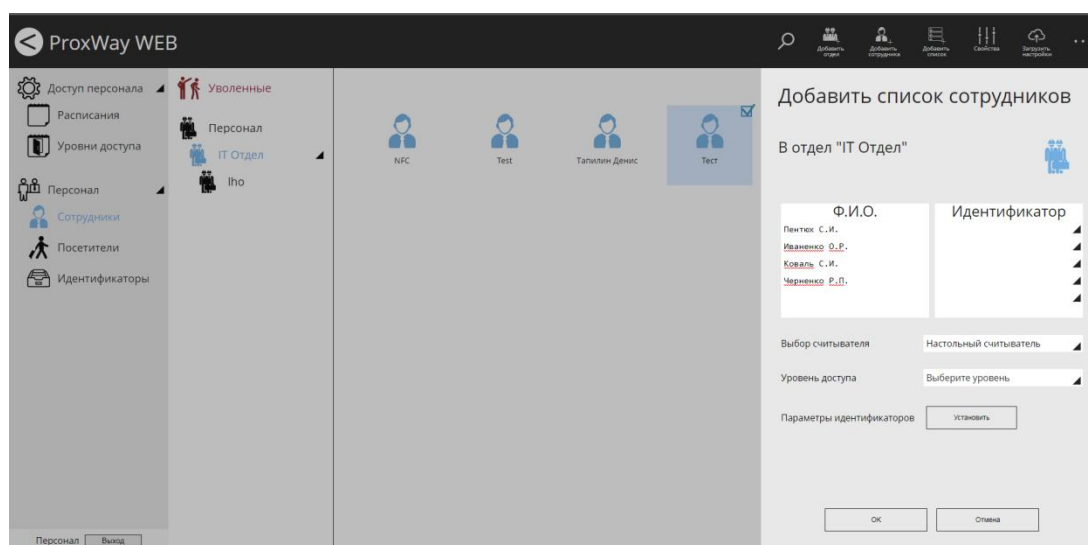 ProxWay WEB
Добавить отдел
Добавить сотрудника
Добавить список
Свойства
Загрузить настройки
Доступ персонала
Расписания
Уровни доступа
Персонал
Сотрудники
Посетители
Идентификаторы
Персонал
Выход
Уволенные
Персонал
IT Отдел
lho
NFC
Test
Тапилин Денис
Тест
Добавить список сотрудников
В отдел "IT Отдел"
Ф.И.О.
Идентификатор
Пентюх С.И.
Иваненко О.Р.
Коваль С.И.
Черненко Р.П.
Выбор считывателя
Настольный считыватель
Уровень доступа
Выберите уровень
Параметры идентификаторов
Установить
ОК
Отмена